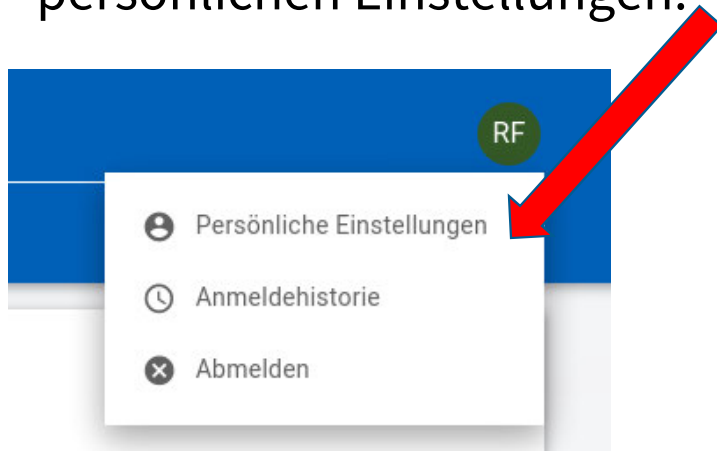 persönlichen Einstellungen.
RF
Persönliche Einstellungen
Anmeldehistorie
Abmelden